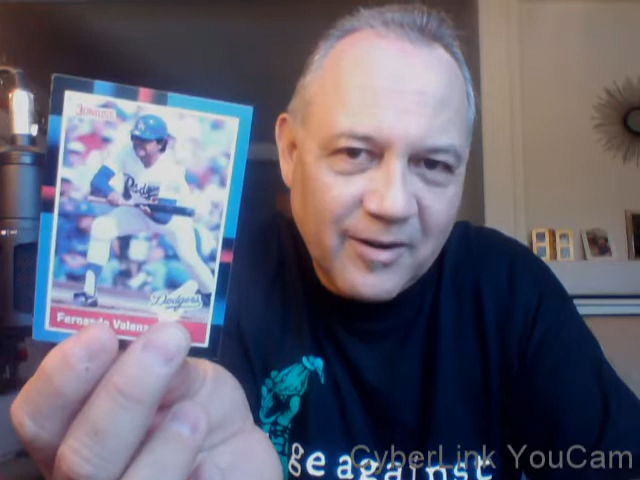 DONRUSS
Dodgers
Dodgers
Fernando Valenz
ge against
CyberLink YouCam